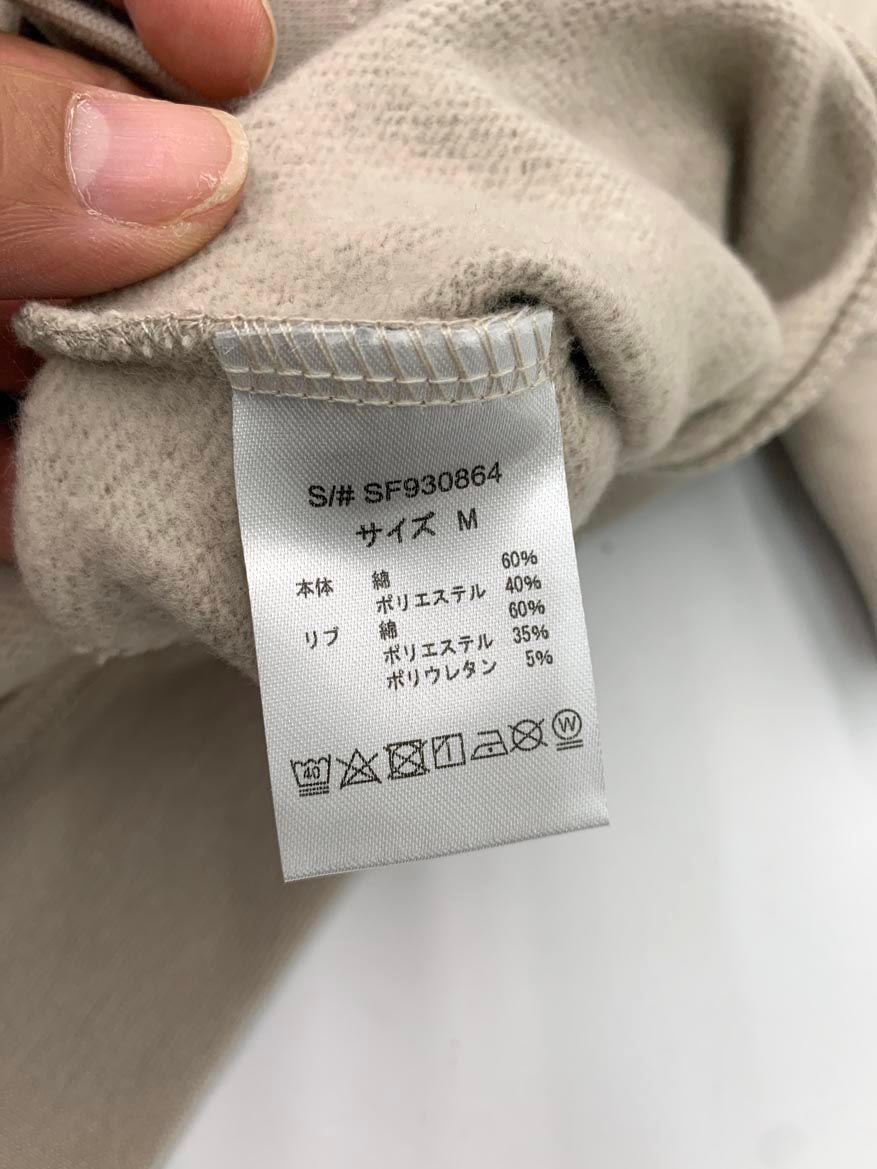 S/# SF930864
サイズ M
本体 綿 60%
ポリエステル 40%
リブ 綿 60%
ポリエステル 35%
ポリウレタン 5%
40 W